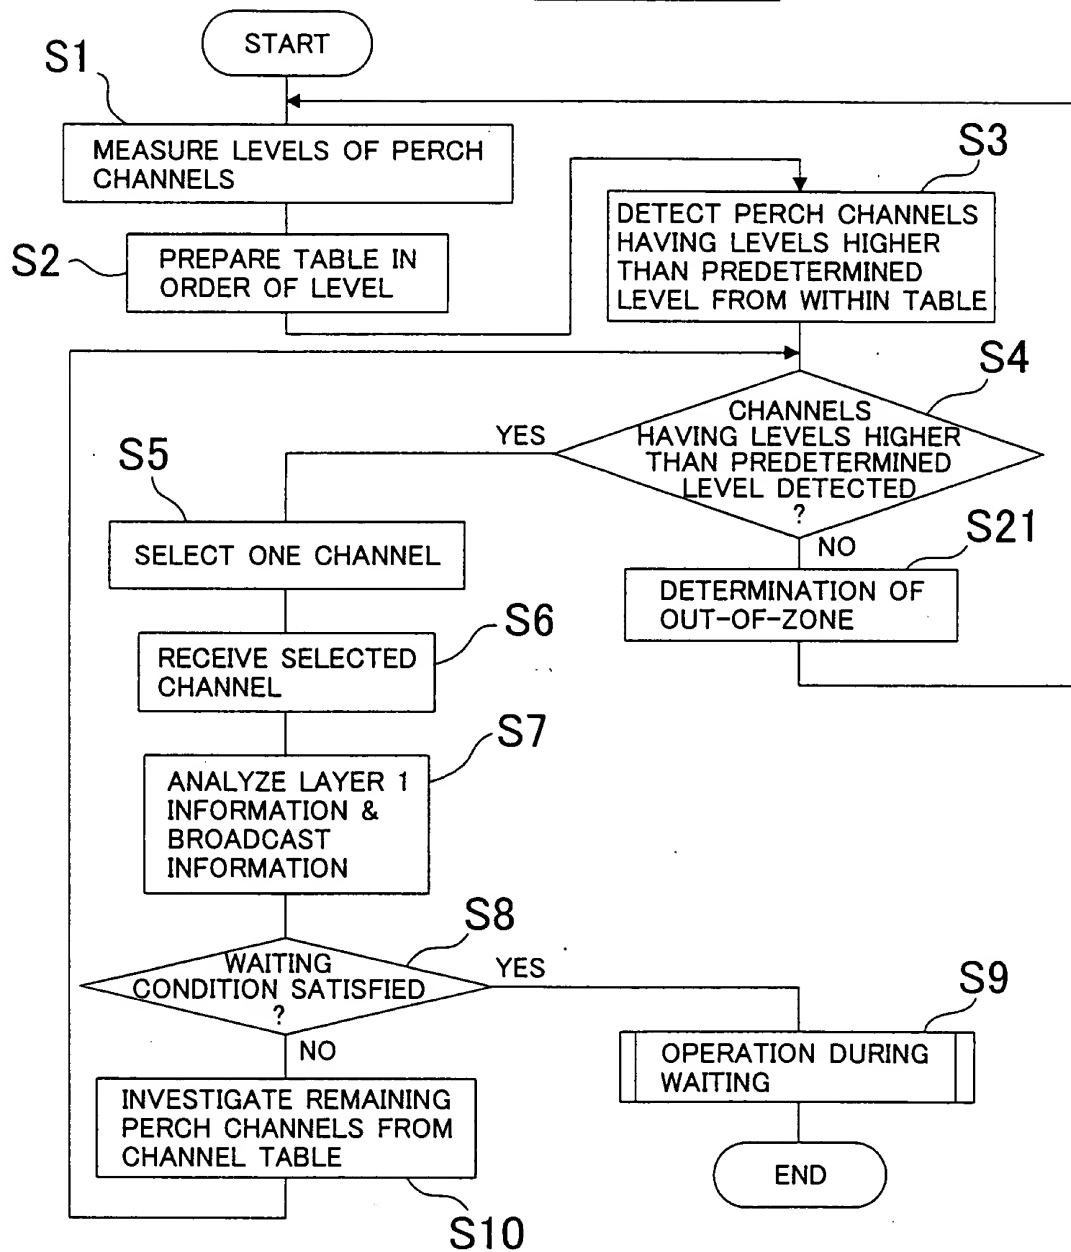 START
S1
MEASURE LEVELS OF PERCH
CHANNELS
S2
PREPARE TABLE IN
ORDER OF LEVEL
S3
DETECT PERCH CHANNELS
HAVING LEVELS HIGHER
THAN PREDETERMINED
LEVEL FROM WITHIN TABLE
S4
CHANNELS
HAVING LEVELS HIGHER
THAN PREDETERMINED
LEVEL DETECTED
?
YES
NO
S5
SELECT ONE CHANNEL
S21
DETERMINATION OF
OUT-OF-ZONE
S6
RECEIVE SELECTED
CHANNEL
S7
ANALYZE LAYER 1
INFORMATION &
BROADCAST
INFORMATION
S8
WAITING
CONDITION SATISFIED
?
YES
NO
S9
OPERATION DURING
WAITING
INVESTIGATE REMAINING
PERCH CHANNELS FROM
CHANNEL TABLE
S10
END